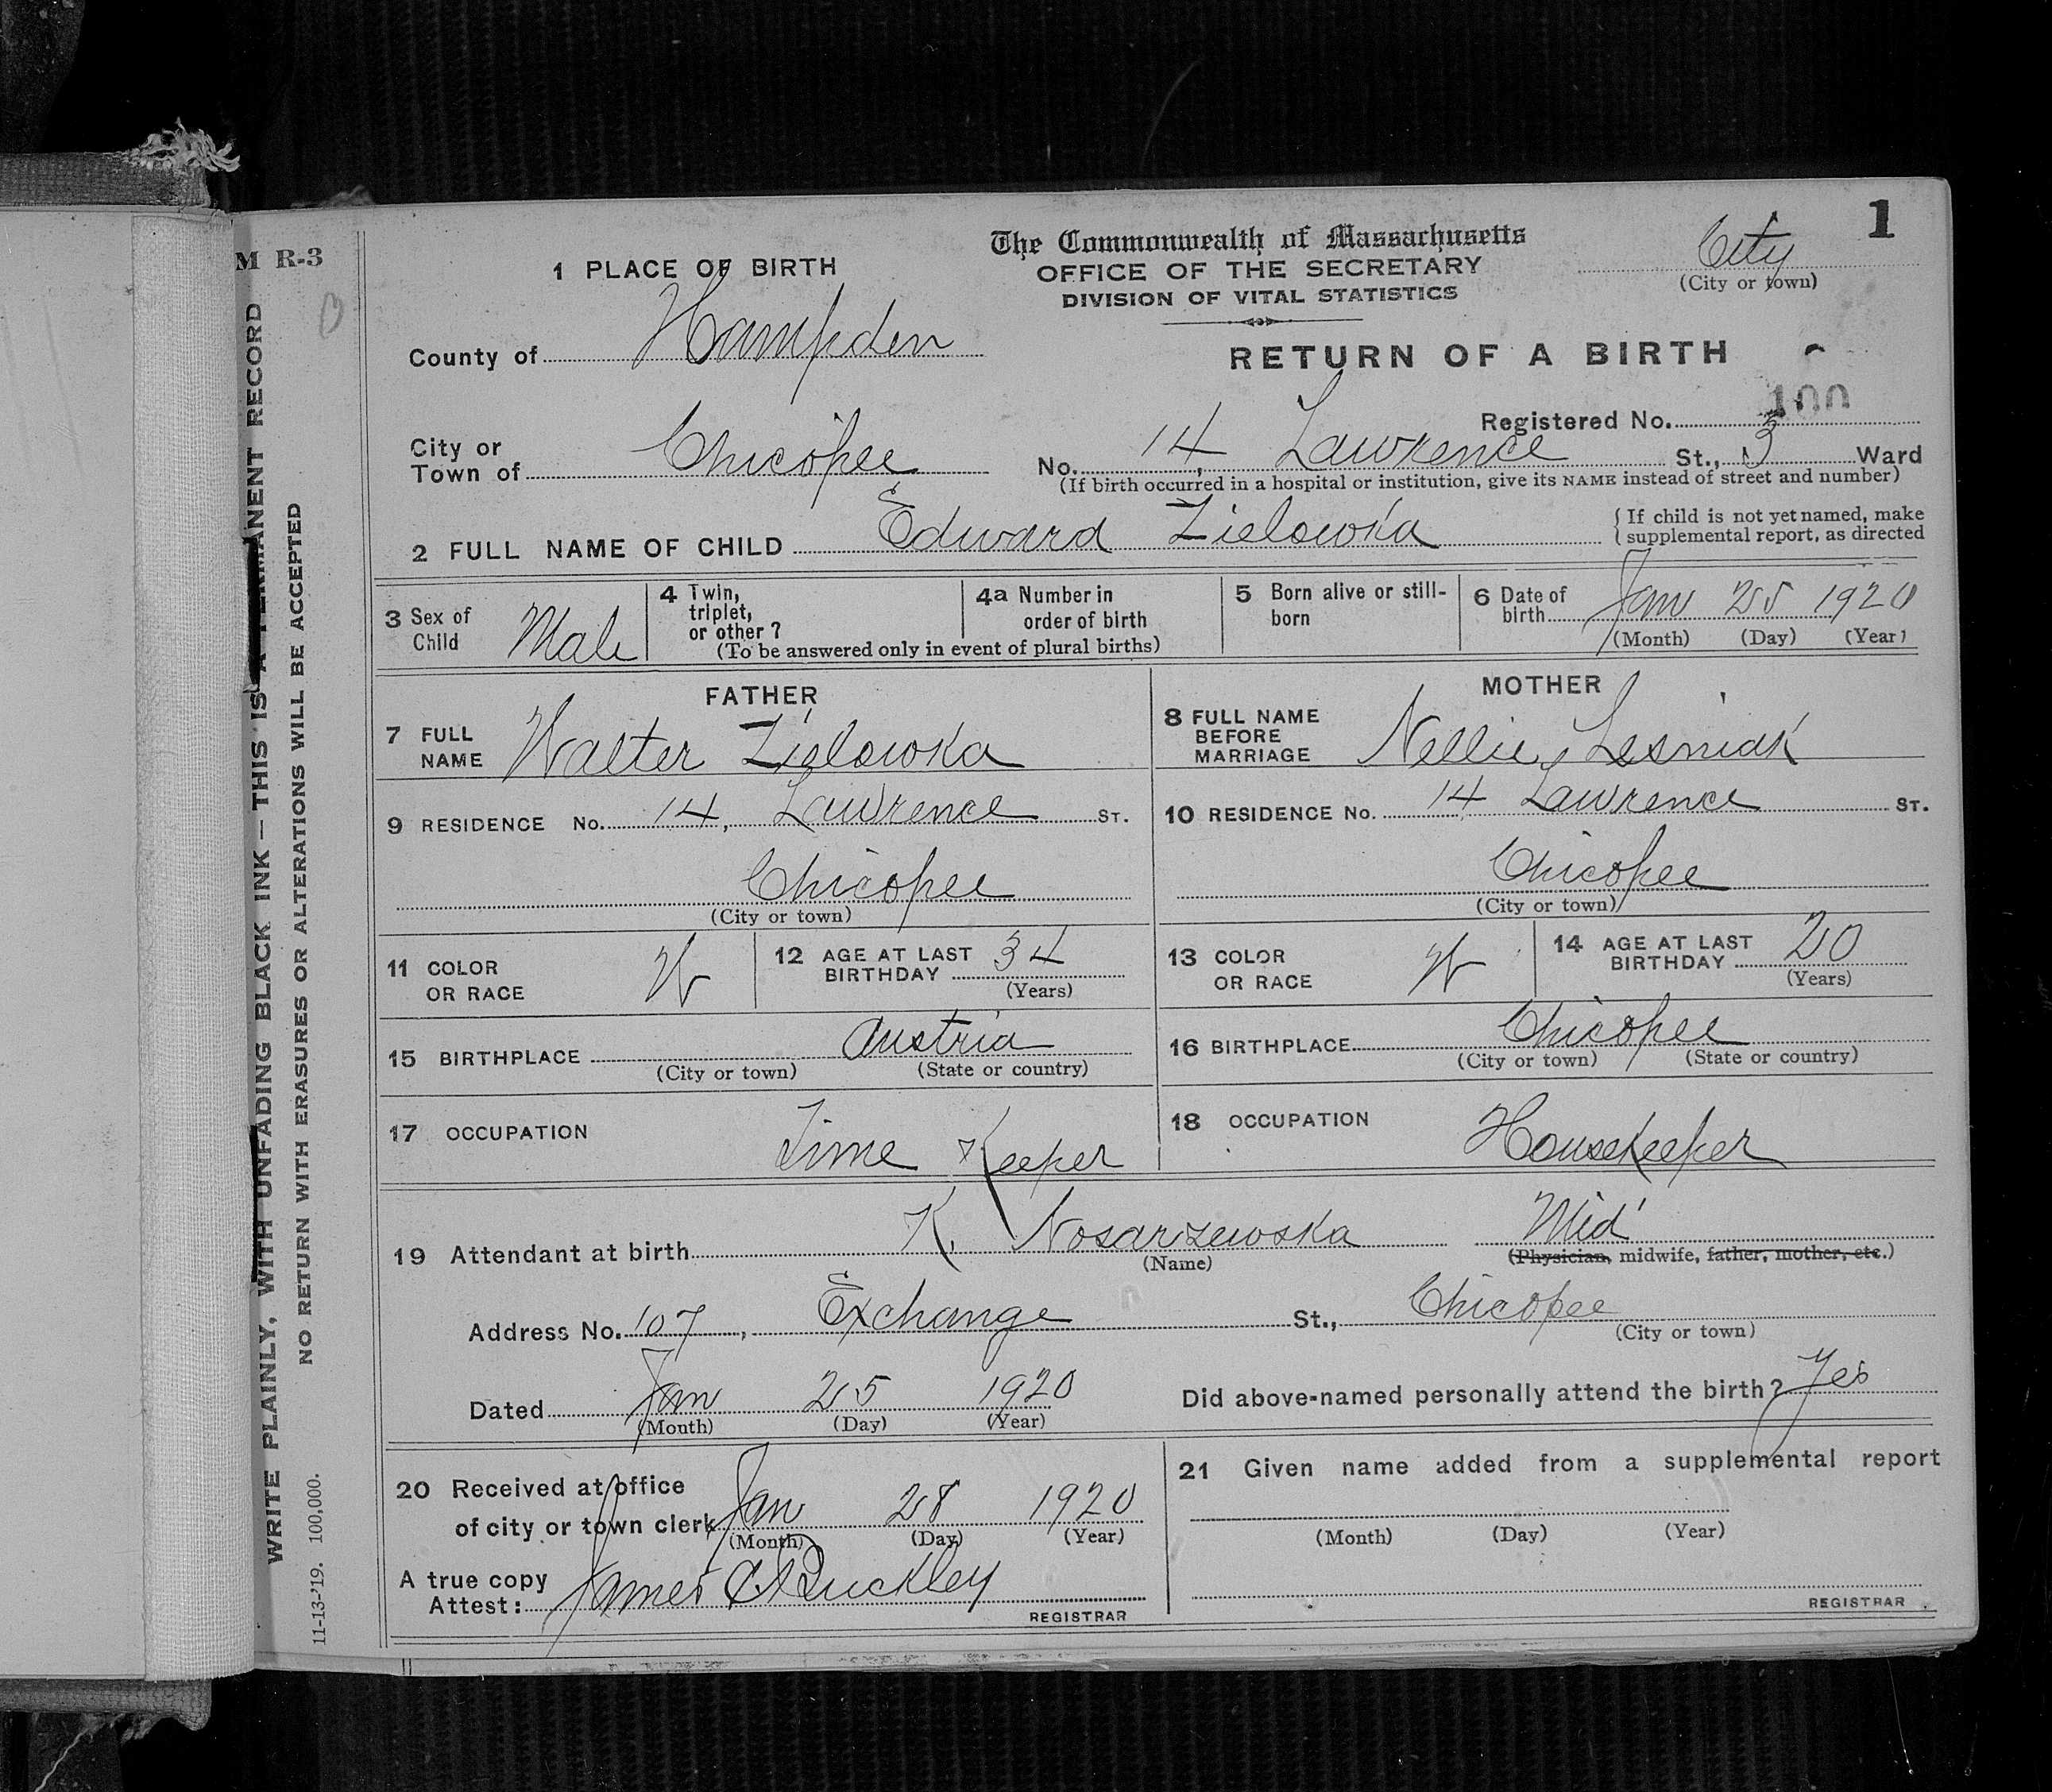 M R-3
WRITE PLAINLY, WITH UNFADING BLACK INK — THIS IS A PERMANENT RECORD
NO RETURN WITH ERASURES OR ALTERATIONS WILL BE ACCEPTED
11-13-'19. 100,000.
1
The Commonwealth of Massachusetts
OFFICE OF THE SECRETARY
DIVISION OF VITAL STATISTICS
City
(City or town)
1 PLACE OF BIRTH
County of Hampden
RETURN OF A BIRTH
Registered No. 100
City or Town of Chicopee
No. 14, Lawrence St., 3 Ward
(If birth occurred in a hospital or institution, give its NAME instead of street and number)
2 FULL NAME OF CHILD Edward Zielowka
{ If child is not yet named, make
{ supplemental report, as directed
3 Sex of Child Male
4 Twin, triplet, or other?
4a Number in order of birth
(To be answered only in event of plural births)
5 Born alive or still-born
6 Date of birth Jan 25 1920
(Month) (Day) (Year)
FATHER
7 FULL NAME Walter Zielowka
MOTHER
8 FULL NAME BEFORE MARRIAGE Nellie Lesniak
9 RESIDENCE No. 14, Lawrence ST.
Chicopee
(City or town)
10 RESIDENCE No. 14 Lawrence ST.
Chicopee
(City or town)
11 COLOR OR RACE W
12 AGE AT LAST BIRTHDAY 34
(Years)
13 COLOR OR RACE W
14 AGE AT LAST BIRTHDAY 20
(Years)
15 BIRTHPLACE Austria
(City or town) (State or country)
16 BIRTHPLACE Chicopee
(City or town) (State or country)
17 OCCUPATION Time Keeper
18 OCCUPATION Housekeeper
19 Attendant at birth K. Nosarzewska Mid'
(Name) (Physician, midwife, father, mother, etc.)
Address No. 107, Exchange St., Chicopee
(City or town)
Dated Jan 25 1920
(Month) (Day) (Year)
Did above-named personally attend the birth? Yes
20 Received at office
of city or town clerk Jan 28 1920
(Month) (Day) (Year)
A true copy
Attest: James C Buckley
REGISTRAR
21 Given name added from a supplemental report
(Month) (Day) (Year)
REGISTRAR